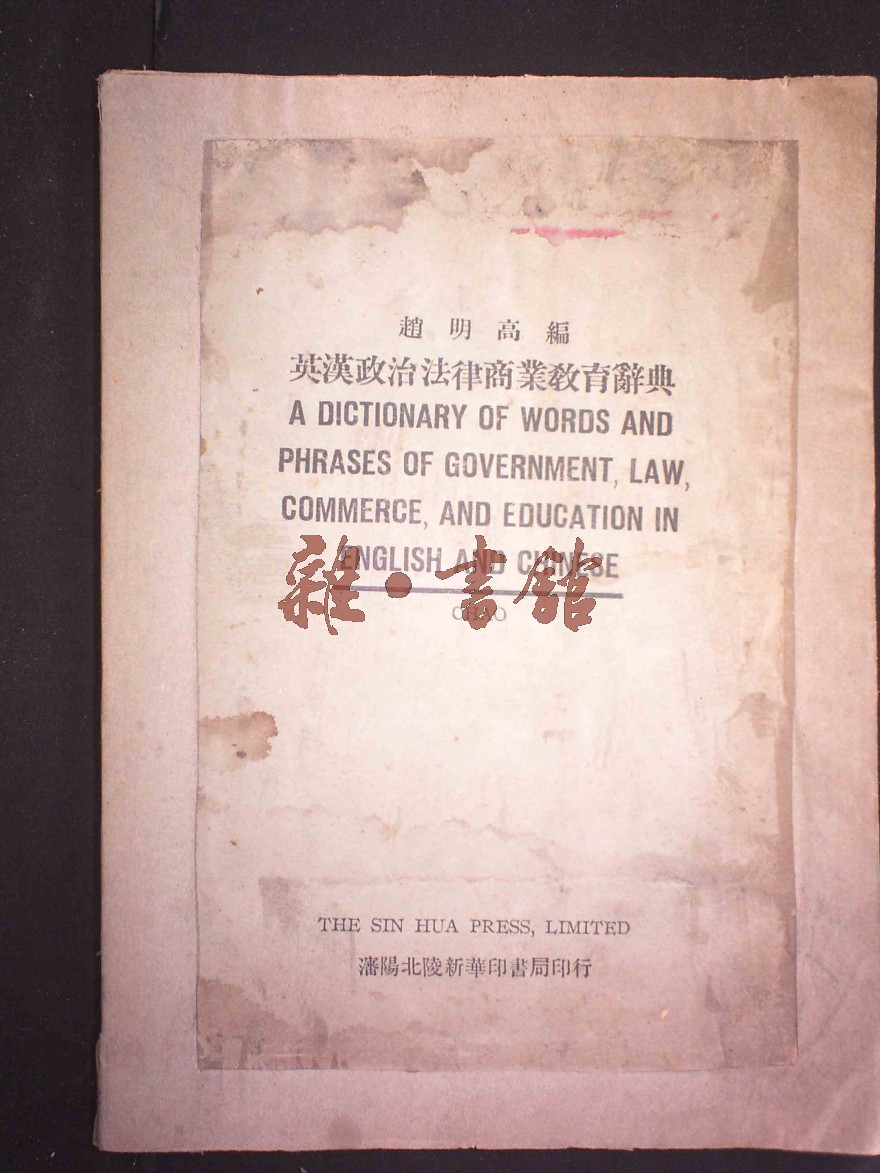 趙明高編
英漢政治法律商業教育辭典
A DICTIONARY OF WORDS AND
PHRASES OF GOVERNMENT, LAW,
COMMERCE, AND EDUCATION IN
ENGLISH AND CHINESE
雜·書館
CHAO
THE SIN HUA PRESS, LIMITED
瀋陽北陵新華印書局印行